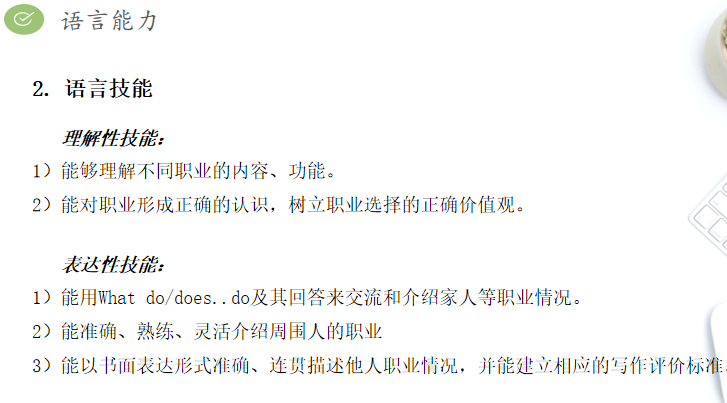 语言能力
2. 语言技能
理解性技能：
1）能够理解不同职业的内容、功能。
2）能对职业形成正确的认识，树立职业选择的正确价值观。
表达性技能：
1）能用What do/does..do及其回答来交流和介绍家人等职业情况。
2）能准确、熟练、灵活介绍周围人的职业
3）能以书面表达形式准确、连贯描述他人职业情况，并能建立相应的写作评价标准.